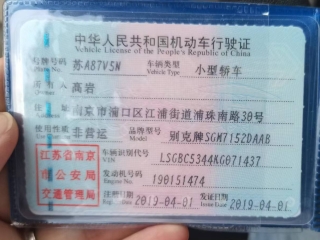 中华人民共和国机动车行驶证
Vehicle License of the People's Republic of China
号牌号码 苏A87V5N 车辆类型 小型轿车
Plate No. Vehicle Type
所有人 高岩
住址 南京市浦口区江浦街道浦珠南路30号
使用性质 非营运 品牌型号 别克牌SGM7152DAAB
江苏省南京
市公安局
交通管理局
车辆识别代号 LSGBC5344KG071437
VIN
发动机号码 190151474
Engine No.
注册日期 2019-04-01 发证日期 2019-04-01
Issue Date